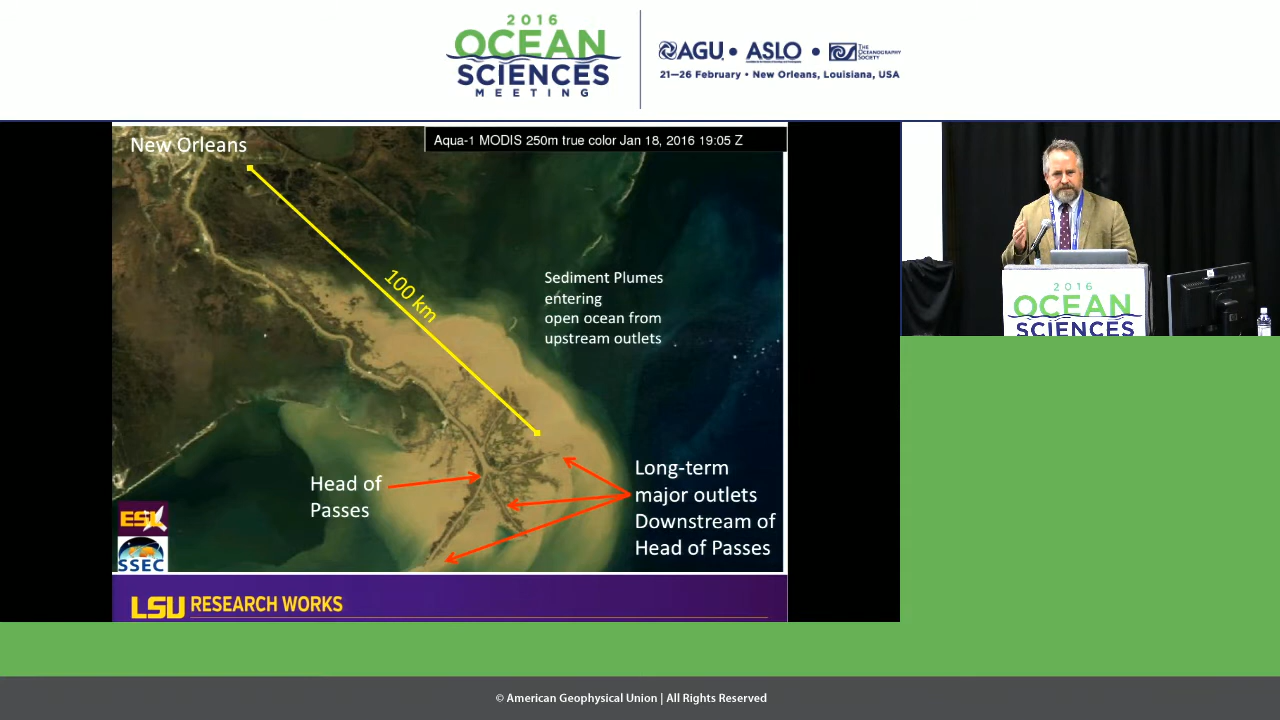 2016
OCEAN
SCIENCES
MEETING
AGU • ASLO • THE OCEANOGRAPHY SOCIETY
21—26 February • New Orleans, Louisiana, USA
New Orleans
Aqua-1 MODIS 250m true color Jan 18, 2016 19:05 Z
100 km
Sediment Plumes
entering
open ocean from
upstream outlets
Head of
Passes
Long-term
major outlets
Downstream of
Head of Passes
ESL
SSEC
LSU RESEARCH WORKS
2016
OCEAN
SCIENCES
© American Geophysical Union | All Rights Reserved